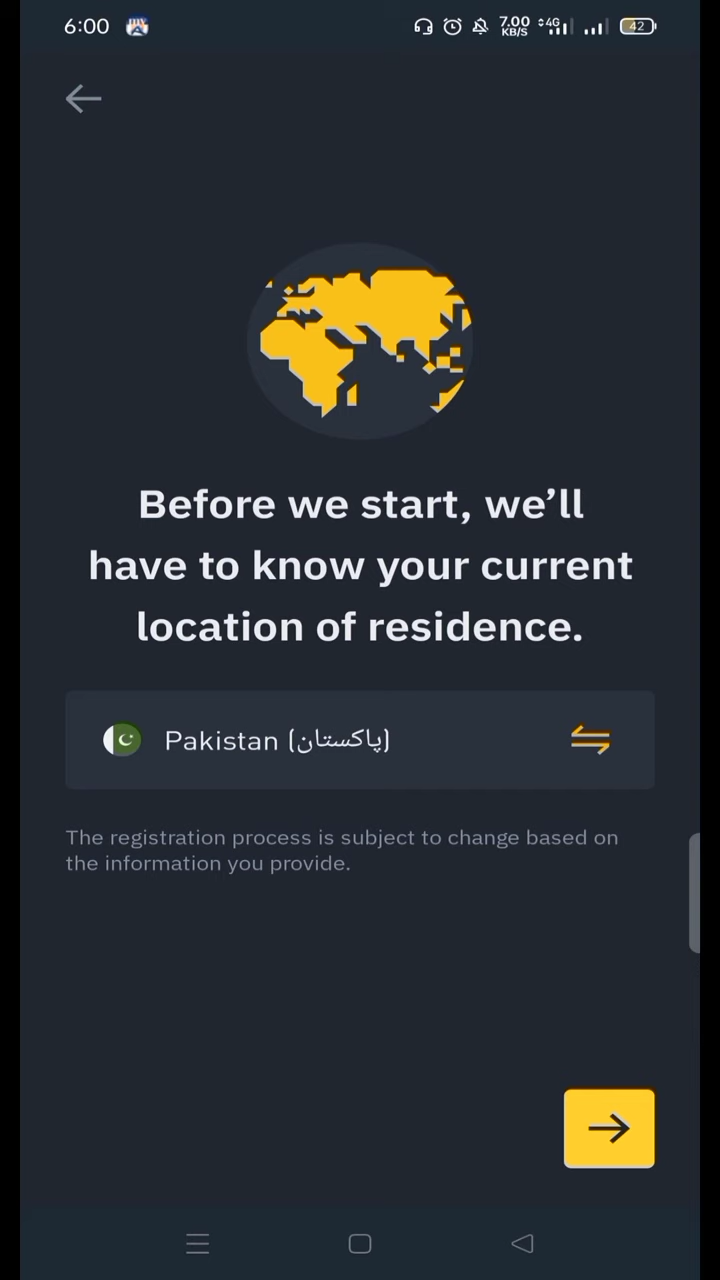 6:00
7.00
KB/S
4G
42
Before we start, we’ll
have to know your current
location of residence.
Pakistan (پاکستان)
The registration process is subject to change based on
the information you provide.